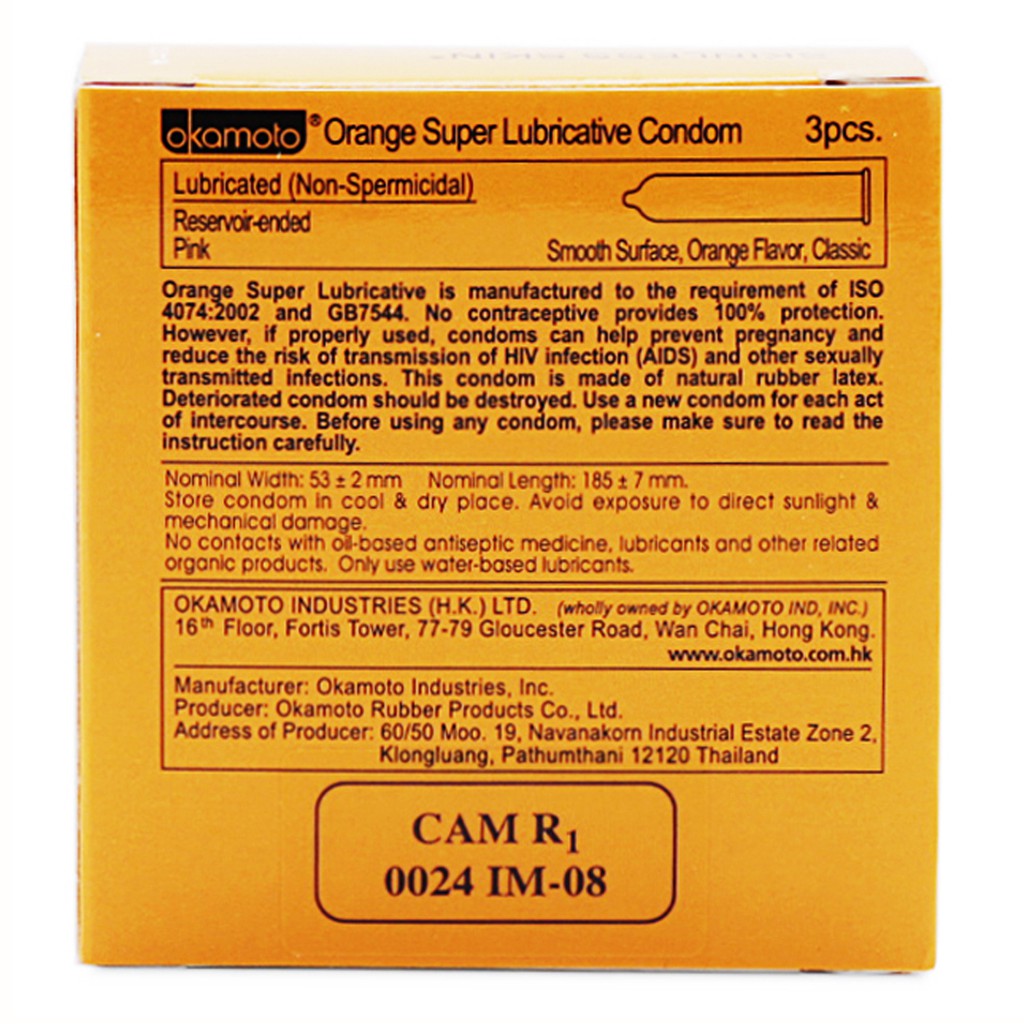 okamoto® Orange Super Lubricative Condom 3pcs.
Lubricated (Non-Spermicidal)
Reservoir-ended
Pink Smooth Surface, Orange Flavor, Classic
Orange Super Lubricative is manufactured to the requirement of ISO
4074:2002 and GB7544. No contraceptive provides 100% protection.
However, if properly used, condoms can help prevent pregnancy and
reduce the risk of transmission of HIV infection (AIDS) and other sexually
transmitted infections. This condom is made of natural rubber latex.
Deteriorated condom should be destroyed. Use a new condom for each act
of intercourse. Before using any condom, please make sure to read the
instruction carefully.
Nominal Width: 53 ± 2 mm Nominal Length: 185 ± 7 mm.
Store condom in cool & dry place. Avoid exposure to direct sunlight &
mechanical damage.
No contacts with oil-based antiseptic medicine, lubricants and other related
organic products. Only use water-based lubricants.
OKAMOTO INDUSTRIES (H.K.) LTD. (wholly owned by OKAMOTO IND, INC.)
16th Floor, Fortis Tower, 77-79 Gloucester Road, Wan Chai, Hong Kong.
www.okamoto.com.hk
Manufacturer: Okamoto Industries, Inc.
Producer: Okamoto Rubber Products Co., Ltd.
Address of Producer: 60/50 Moo. 19, Navanakorn Industrial Estate Zone 2,
Klongluang, Pathumthani 12120 Thailand
CAM R1
0024 IM-08